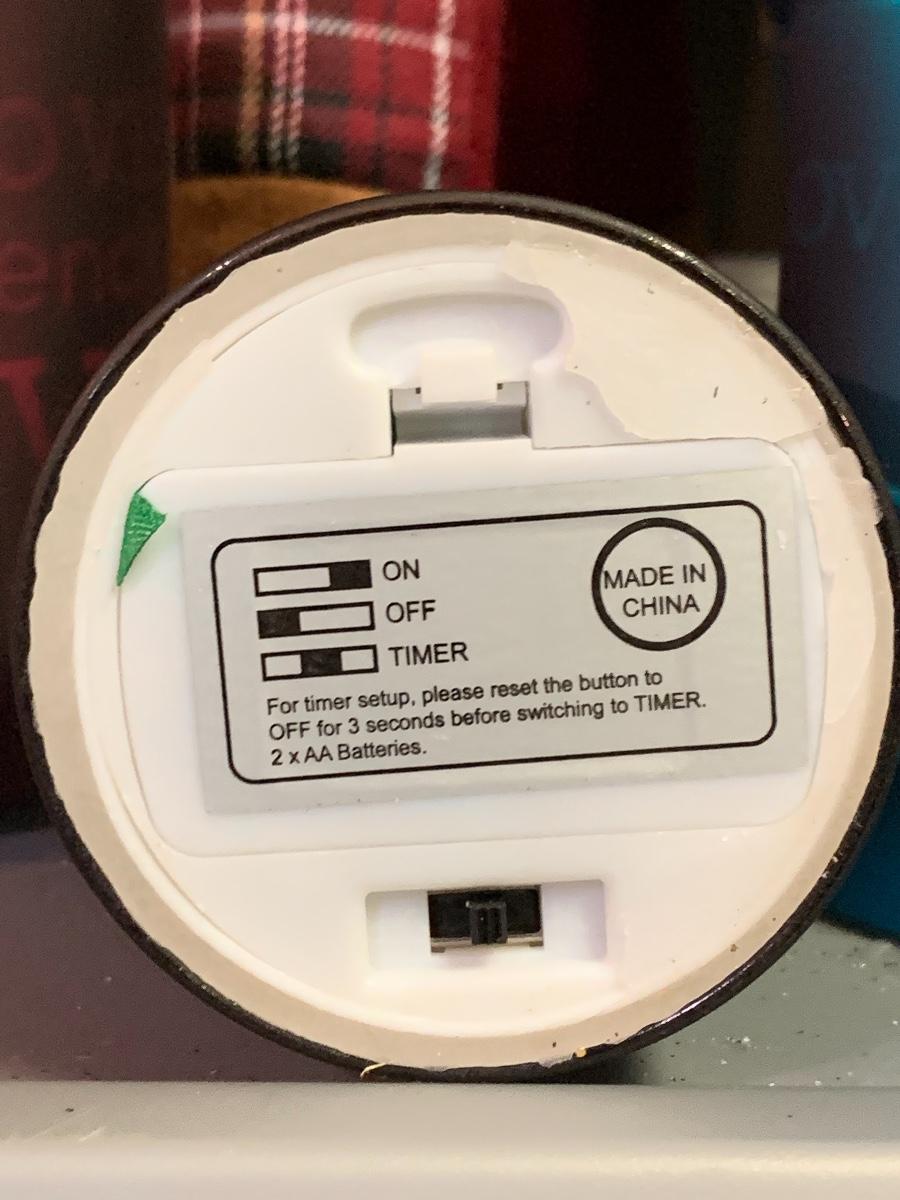 ON
OFF
TIMER
MADE IN
CHINA
For timer setup, please reset the button to
OFF for 3 seconds before switching to TIMER.
2 x AA Batteries.